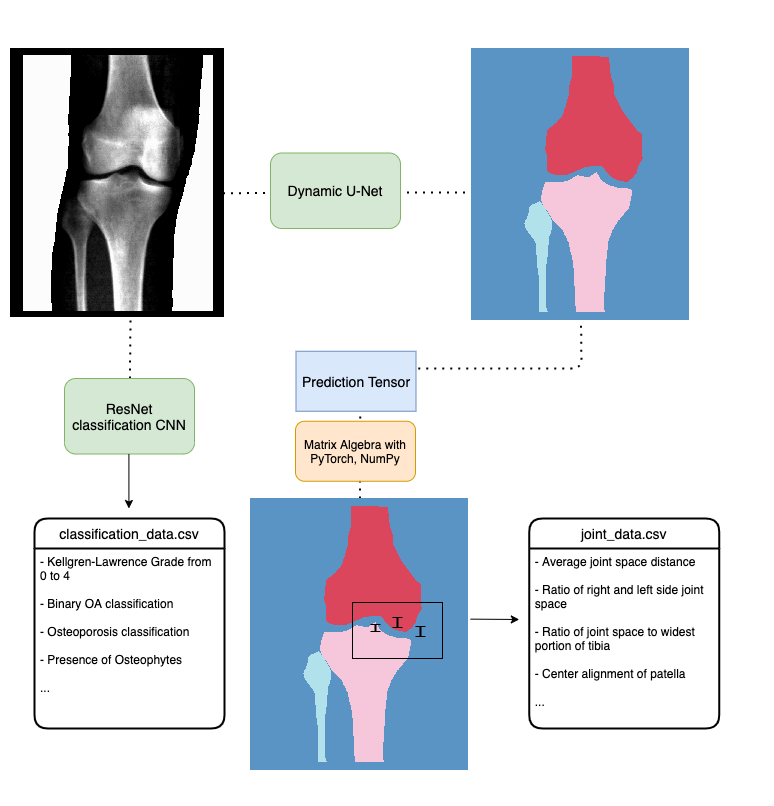 Dynamic U-Net
Prediction Tensor
ResNet
classification CNN
Matrix Algebra with
PyTorch, NumPy
classification_data.csv
- Kellgren-Lawrence Grade from
0 to 4
- Binary OA classification
- Osteoporosis classification
- Presence of Osteophytes
...
joint_data.csv
- Average joint space distance
- Ratio of right and left side joint
space
- Ratio of joint space to widest
portion of tibia
- Center alignment of patella
...